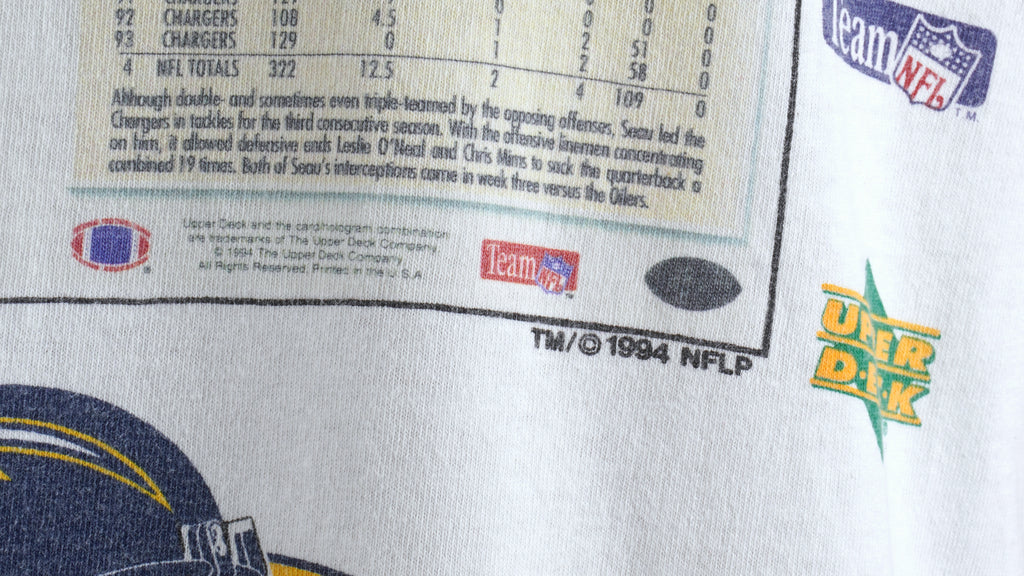 92 CHARGERS 108 4.5 0 0 0 0
93 CHARGERS 129 0 1 2 51 0
4 NFL TOTALS 322 12.5 2 4 109 0
Although double- and sometimes even triple-teamed by the opposing offenses, Seau led the
Chargers in tackles for the third consecutive season. With the offensive linemen concentrating
on him, it allowed defensive ends Leslie O'Neal and Chris Mims to sack the quarterback a
combined 19 times. Both of Seau's interceptions came in week three versus the Oilers.
Upper Deck and the card/hologram combination
are trademarks of The Upper Deck Company.
© 1994 The Upper Deck Company.
All Rights Reserved. Printed in the U.S.A.
Team NFL
TM/©1994 NFLP
Team NFL TM
UPPER
DECK